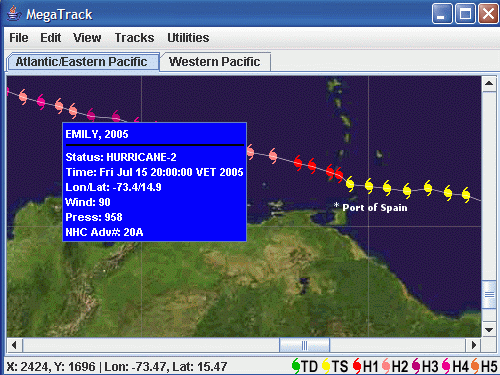 MegaTrack
File Edit View Tracks Utilities
Atlantic/Eastern Pacific Western Pacific
EMILY, 2005
Status: HURRICANE-2
Time: Fri Jul 15 20:00:00 VET 2005
Lon/Lat: -73.4/14.9
Wind: 90
Press: 958
NHC Adv#: 20A
* Port of Spain
X: 2424, Y: 1696 | Lon: -73.47, Lat: 15.47 TD TS H1 H2 H3 H4 H5